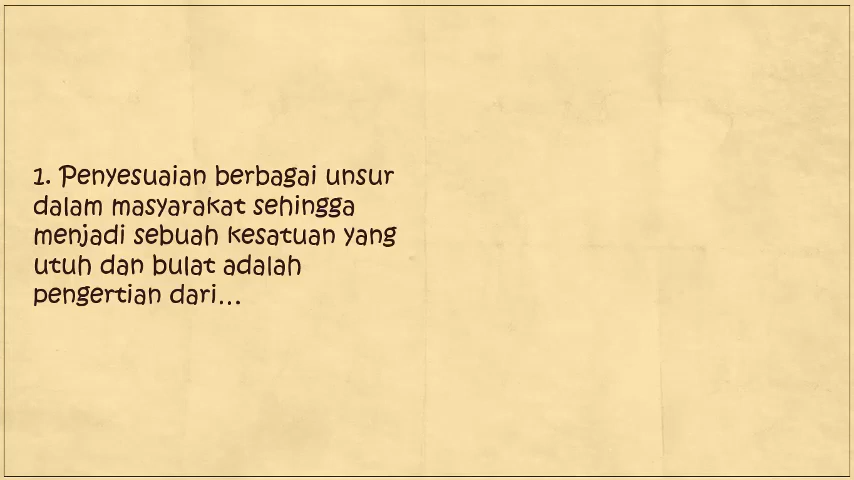 1. Penyesuaian berbagai unsur
dalam masyarakat sehingga
menjadi sebuah kesatuan yang
utuh dan bulat adalah
pengertian dari...